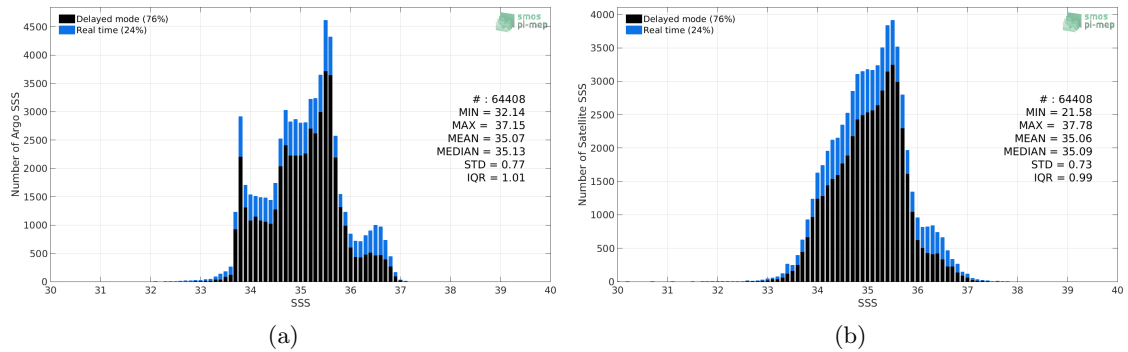 Delayed mode (76%)
Real time (24%)
smos
pi-mep
4500
4000
3500
3000
2500
2000
1500
1000
500
0
Number of Argo SSS
# : 64408
MIN = 32.14
MAX = 37.15
MEAN = 35.07
MEDIAN = 35.13
STD = 0.77
IQR = 1.01
30 31 32 33 34 35 36 37 38 39 40
SSS
(a)
Delayed mode (76%)
Real time (24%)
smos
pi-mep
4000
3500
3000
2500
2000
1500
1000
500
0
Number of Satellite SSS
# : 64408
MIN = 21.58
MAX = 37.78
MEAN = 35.06
MEDIAN = 35.09
STD = 0.73
IQR = 0.99
30 31 32 33 34 35 36 37 38 39 40
SSS
(b)